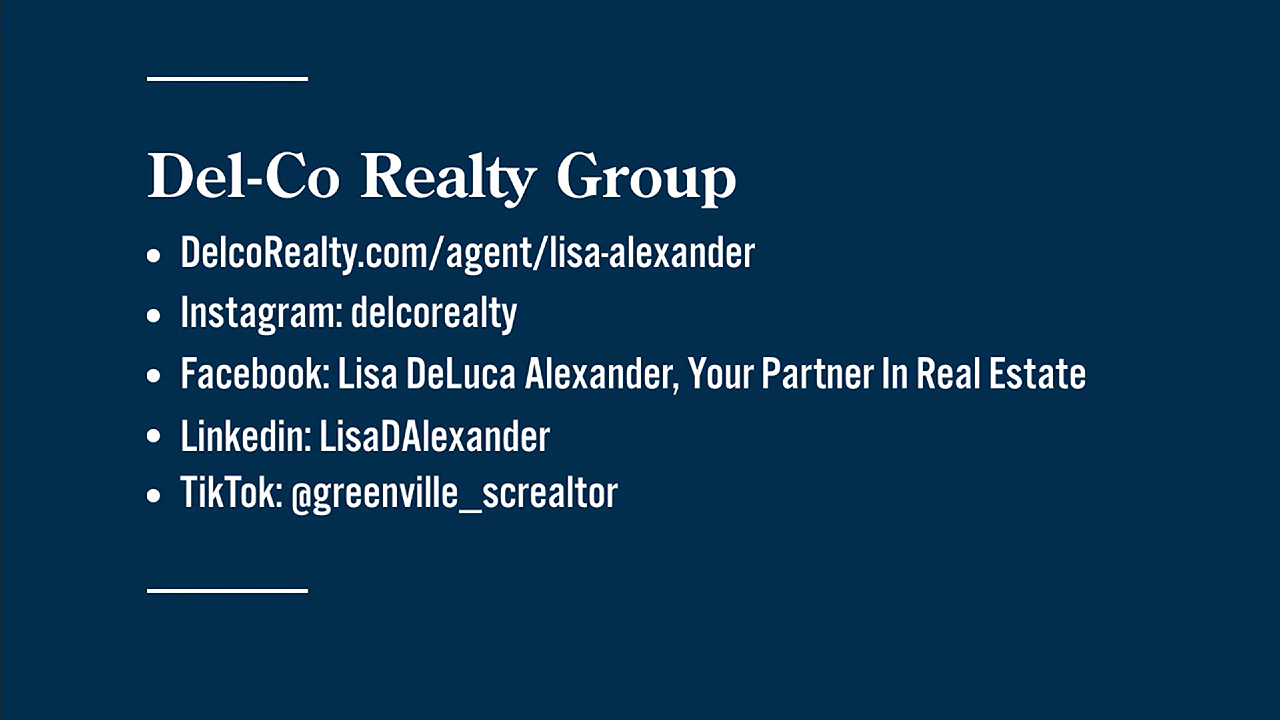 Del-Co Realty Group
• DelcoRealty.com/agent/lisa-alexander
• Instagram: delcorealty
• Facebook: Lisa DeLuca Alexander, Your Partner In Real Estate
• Linkedin: LisaDAlexander
• TikTok: @greenville_screaltor